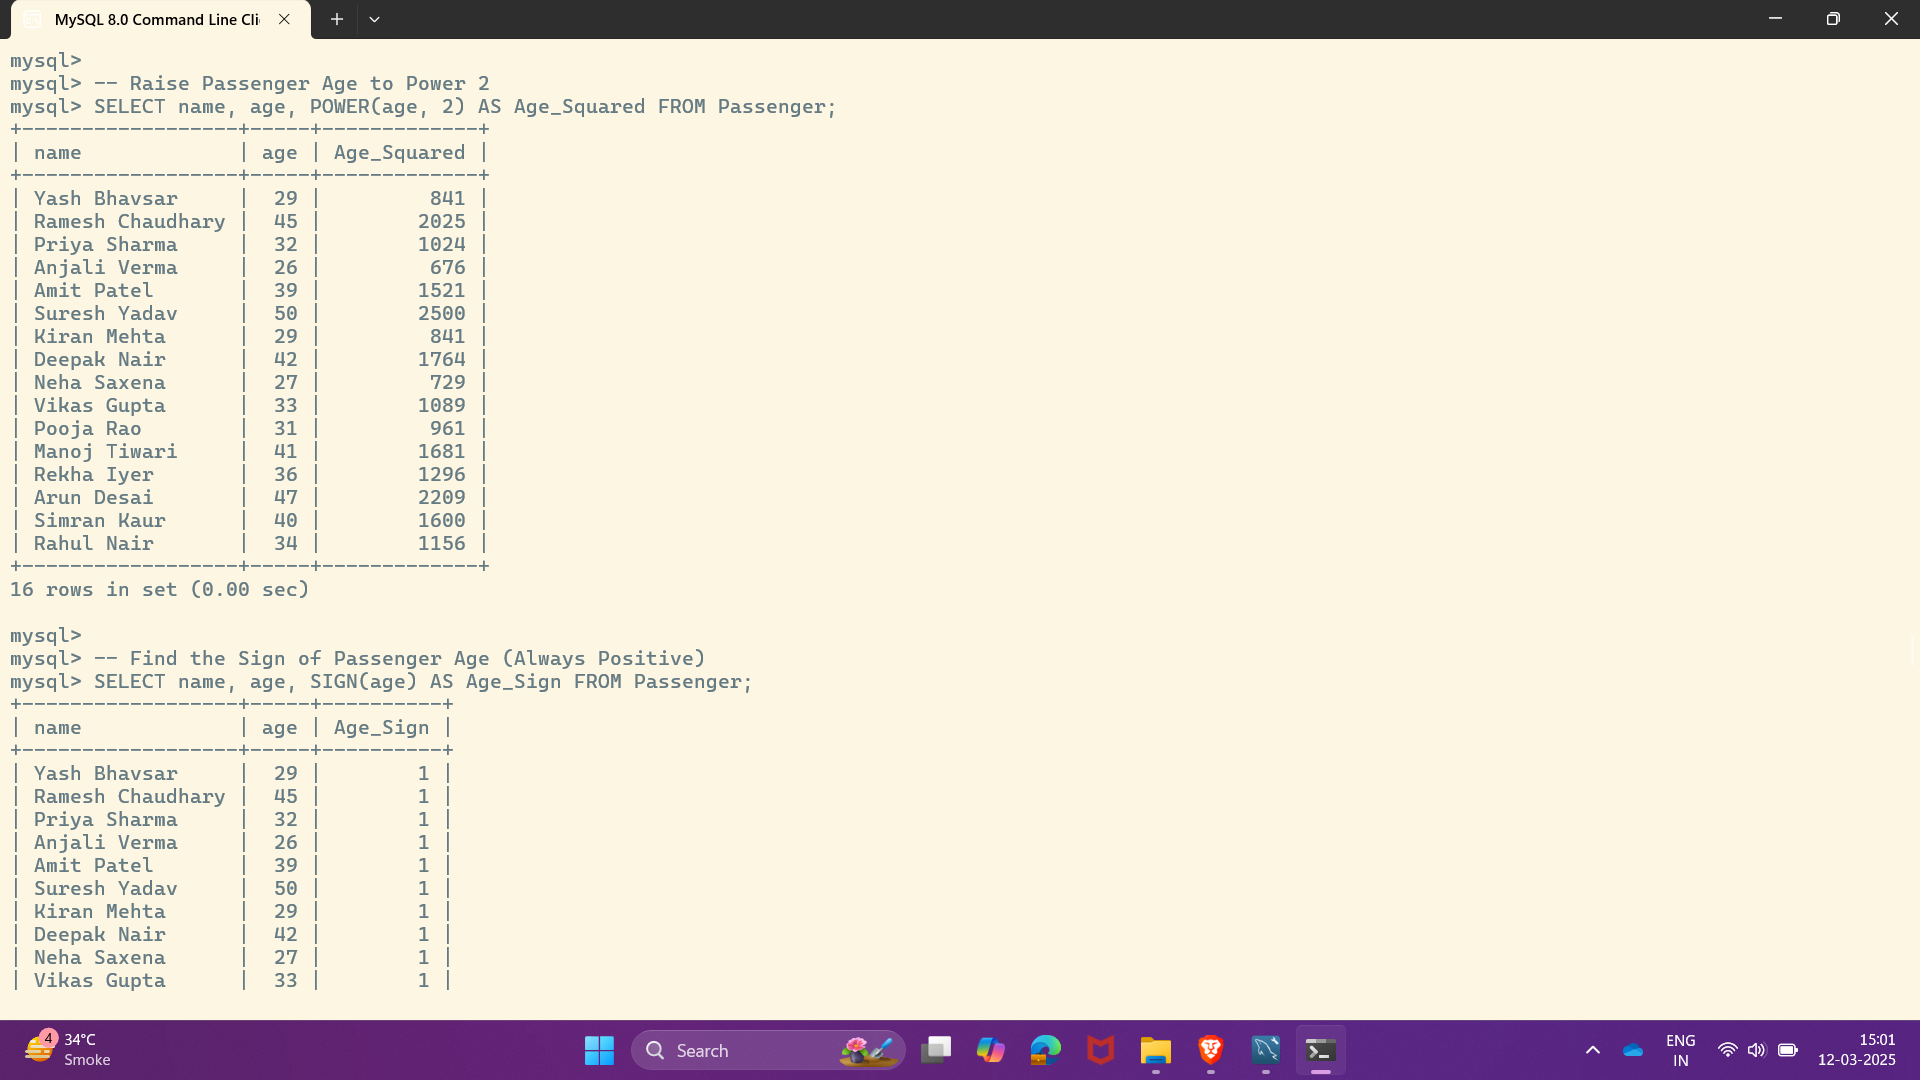 MySQL 8.0 Command Line Cli
mysql>
mysql> -- Raise Passenger Age to Power 2
mysql> SELECT name, age, POWER(age, 2) AS Age_Squared FROM Passenger;
+------------------+-----+-------------+
| name             | age | Age_Squared |
+------------------+-----+-------------+
| Yash Bhavsar     |  29 |         841 |
| Ramesh Chaudhary |  45 |        2025 |
| Priya Sharma     |  32 |        1024 |
| Anjali Verma     |  26 |         676 |
| Amit Patel       |  39 |        1521 |
| Suresh Yadav     |  50 |        2500 |
| Kiran Mehta      |  29 |         841 |
| Deepak Nair      |  42 |        1764 |
| Neha Saxena      |  27 |         729 |
| Vikas Gupta      |  33 |        1089 |
| Pooja Rao        |  31 |         961 |
| Manoj Tiwari     |  41 |        1681 |
| Rekha Iyer       |  36 |        1296 |
| Arun Desai       |  47 |        2209 |
| Simran Kaur      |  40 |        1600 |
| Rahul Nair       |  34 |        1156 |
+------------------+-----+-------------+
16 rows in set (0.00 sec)
mysql>
mysql> -- Find the Sign of Passenger Age (Always Positive)
mysql> SELECT name, age, SIGN(age) AS Age_Sign FROM Passenger;
+------------------+-----+----------+
| name             | age | Age_Sign |
+------------------+-----+----------+
| Yash Bhavsar     |  29 |        1 |
| Ramesh Chaudhary |  45 |        1 |
| Priya Sharma     |  32 |        1 |
| Anjali Verma     |  26 |        1 |
| Amit Patel       |  39 |        1 |
| Suresh Yadav     |  50 |        1 |
| Kiran Mehta      |  29 |        1 |
| Deepak Nair      |  42 |        1 |
| Neha Saxena      |  27 |        1 |
| Vikas Gupta      |  33 |        1 |
4
34°C
Smoke
Search
ENG
IN
15:01
12-03-2025